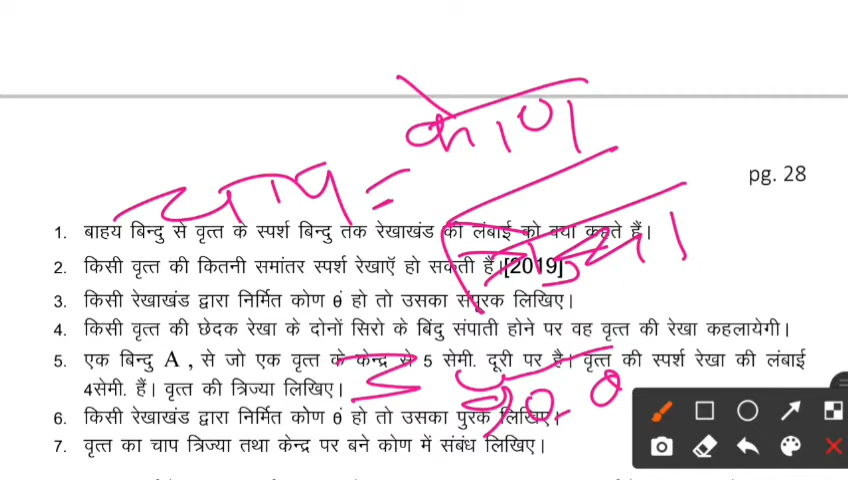 कोण
चाप =
त्रिज्या।
pg. 28
1. बाहय बिन्दु से वृत्त के स्पर्श बिन्दु तक रेखाखंड की लंबाई को क्या कहते हैं।
2. किसी वृत्त की कितनी समांतर स्पर्श रेखाऍ हो सकती हैं।[2019]
3. किसी रेखाखंड द्वारा निर्मित कोण θ हो तो उसका संपूरक लिखिए।
4. किसी वृत्त की छेदक रेखा के दोनों सिरो के बिंदु संपाती होने पर वह वृत्त की रेखा कहलायेगी।
5. एक बिन्दु A, से जो एक वृत्त के केन्द्र से 5 सेमी. दूरी पर है। वृत्त की स्पर्श रेखा की लंबाई
4सेमी. हैं। वृत्त की त्रिज्या लिखिए।
6. किसी रेखाखंड द्वारा निर्मित कोण θ हो तो उसका पुरक लिखिए।
7. वृत्त का चाप त्रिज्या तथा केन्द्र पर बने कोण में संबंध लिखिए।